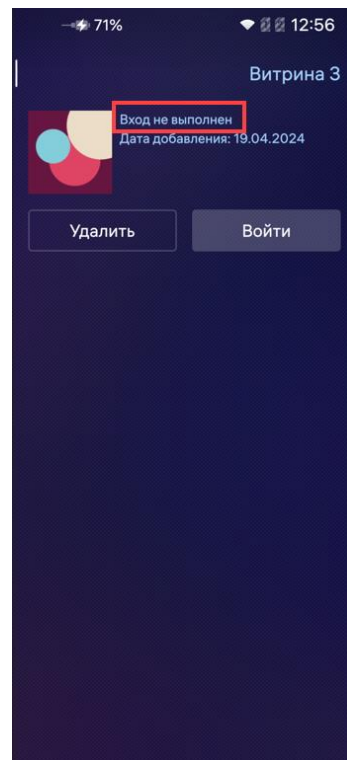 71% 12:56
Витрина 3
Вход не выполнен
Дата добавления: 19.04.2024
Удалить Войти